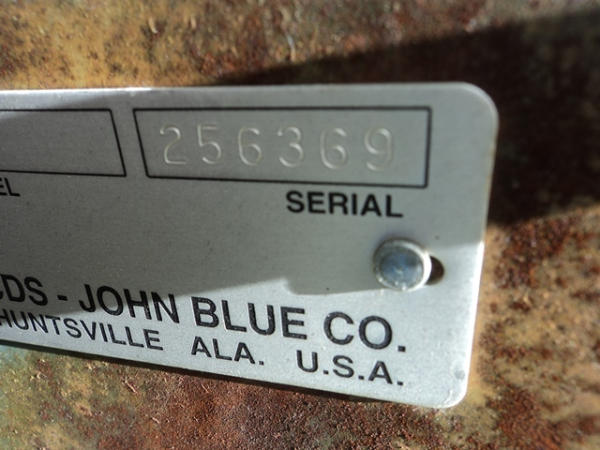 256369
EL SERIAL
CDS - JOHN BLUE CO.
HUNTSVILLE ALA. U.S.A.